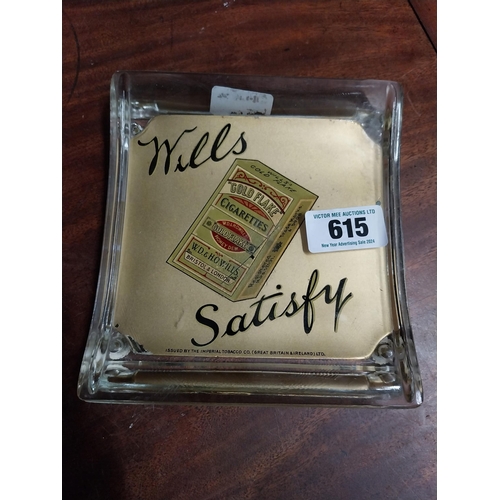 Wills
GOLD FLAKE
CIGARETTES
W.D. & H.O. WILLS
BRISTOL & LONDON
Satisfy
ISSUED BY THE IMPERIAL TOBACCO CO. (GREAT BRITAIN & IRELAND) LTD.
VICTOR MEE AUCTIONS LTD
615
New Year Advertising Sale 2024